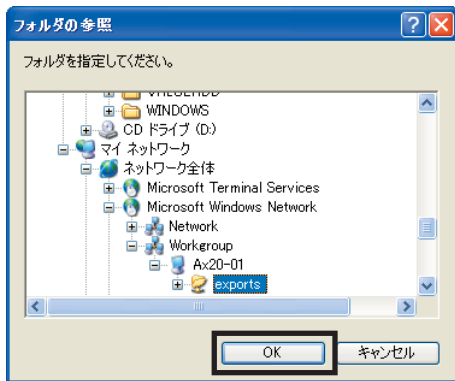 フォルダの参照
フォルダを指定してください。
WINDOWS
CD ドライブ (D:)
マイ ネットワーク
ネットワーク全体
Microsoft Terminal Services
Microsoft Windows Network
Network
Workgroup
Ax20-01
exports
OK
キャンセル